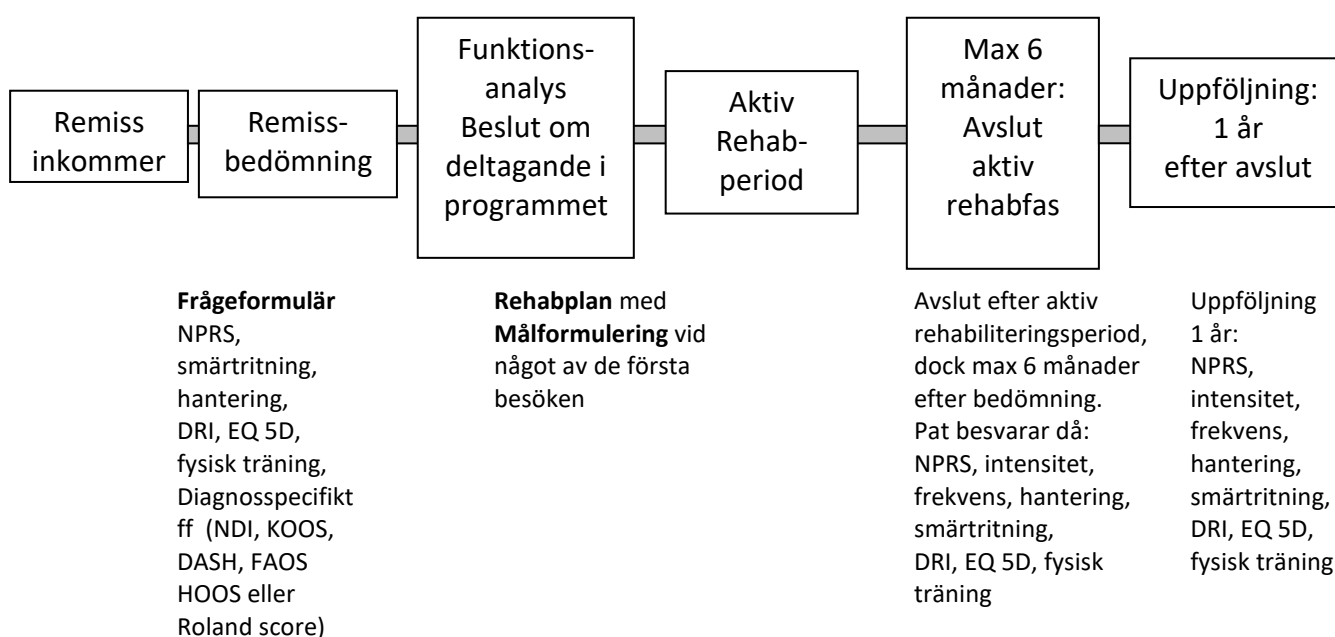 Remiss
inkommer
Remiss-
bedömning
Funktions-
analys
Beslut om
deltagande i
programmet
Aktiv
Rehab-
period
Max 6
månader:
Avslut
aktiv
rehabfas
Uppföljning:
1 år
efter avslut
Frågeformulär
NPRS,
smärtritning,
hantering,
DRI, EQ 5D,
fysisk träning,
Diagnosspecifikt
ff (NDI, KOOS,
DASH, FAOS
HOOS eller
Roland score)
Rehabplan med
Målformulering vid
något av de första
besöken
Avslut efter aktiv
rehabiliteringsperiod,
dock max 6 månader
efter bedömning.
Pat besvarar då:
NPRS, intensitet,
frekvens, hantering,
smärtritning,
DRI, EQ 5D, fysisk
träning
Uppföljning
1 år:
NPRS,
intensitet,
frekvens,
hantering,
smärtritning,
DRI, EQ 5D,
fysisk träning